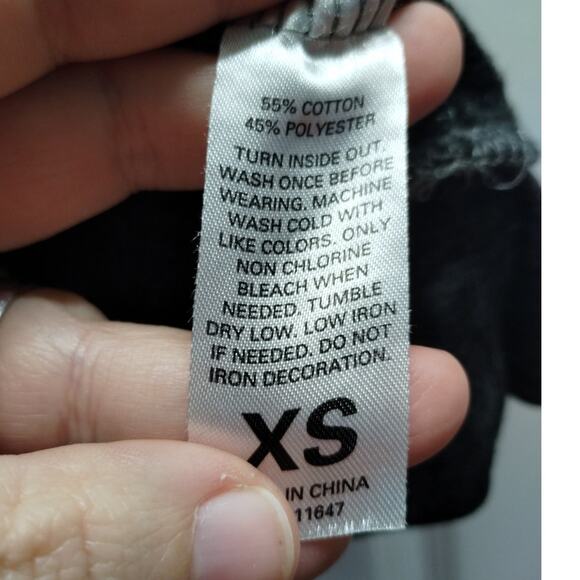 55% COTTON
45% POLYESTER
TURN INSIDE OUT.
WASH ONCE BEFORE
WEARING. MACHINE
WASH COLD WITH
LIKE COLORS. ONLY
NON CHLORINE
BLEACH WHEN
NEEDED. TUMBLE
DRY LOW. LOW IRON
IF NEEDED. DO NOT
IRON DECORATION.
XS
IN CHINA
11647